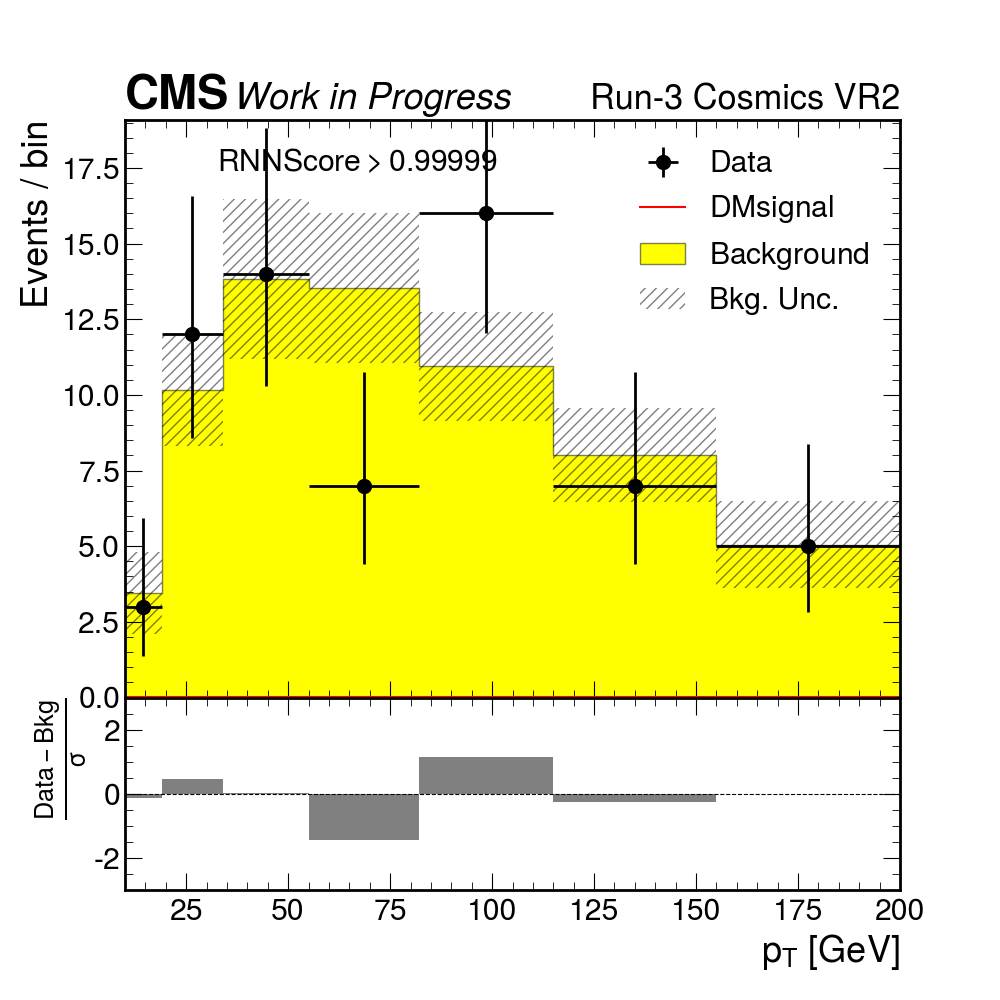 CMS Work in Progress Run-3 Cosmics VR2
Events / bin
RNNScore > 0.99999
Data
DMsignal
Background
Bkg. Unc.
17.5
15.0
12.5
10.0
7.5
5.0
2.5
0.0
Data – Bkg
σ
2
0
-2
25 50 75 100 125 150 175 200
pT [GeV]